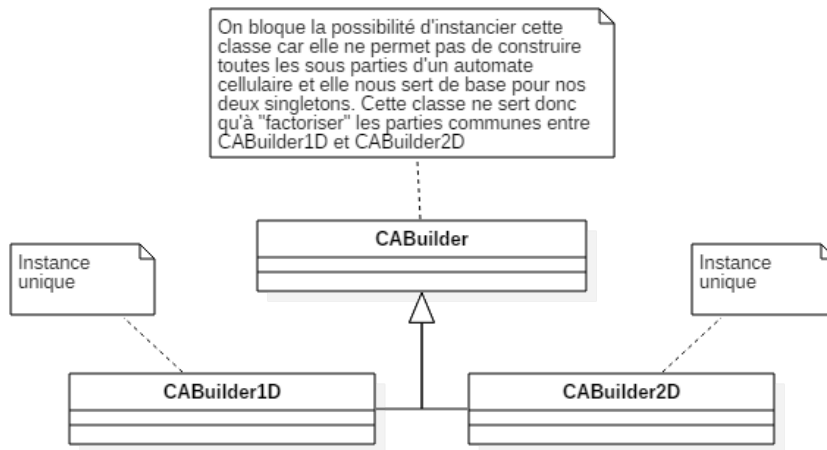 On bloque la possibilité d'instancier cette
classe car elle ne permet pas de construire
toutes les sous parties d'un automate
cellulaire et elle nous sert de base pour nos
deux singletons. Cette classe ne sert donc
qu'à "factoriser" les parties communes entre
CABuilder1D et CABuilder2D
CABuilder
Instance
unique
Instance
unique
CABuilder1D
CABuilder2D